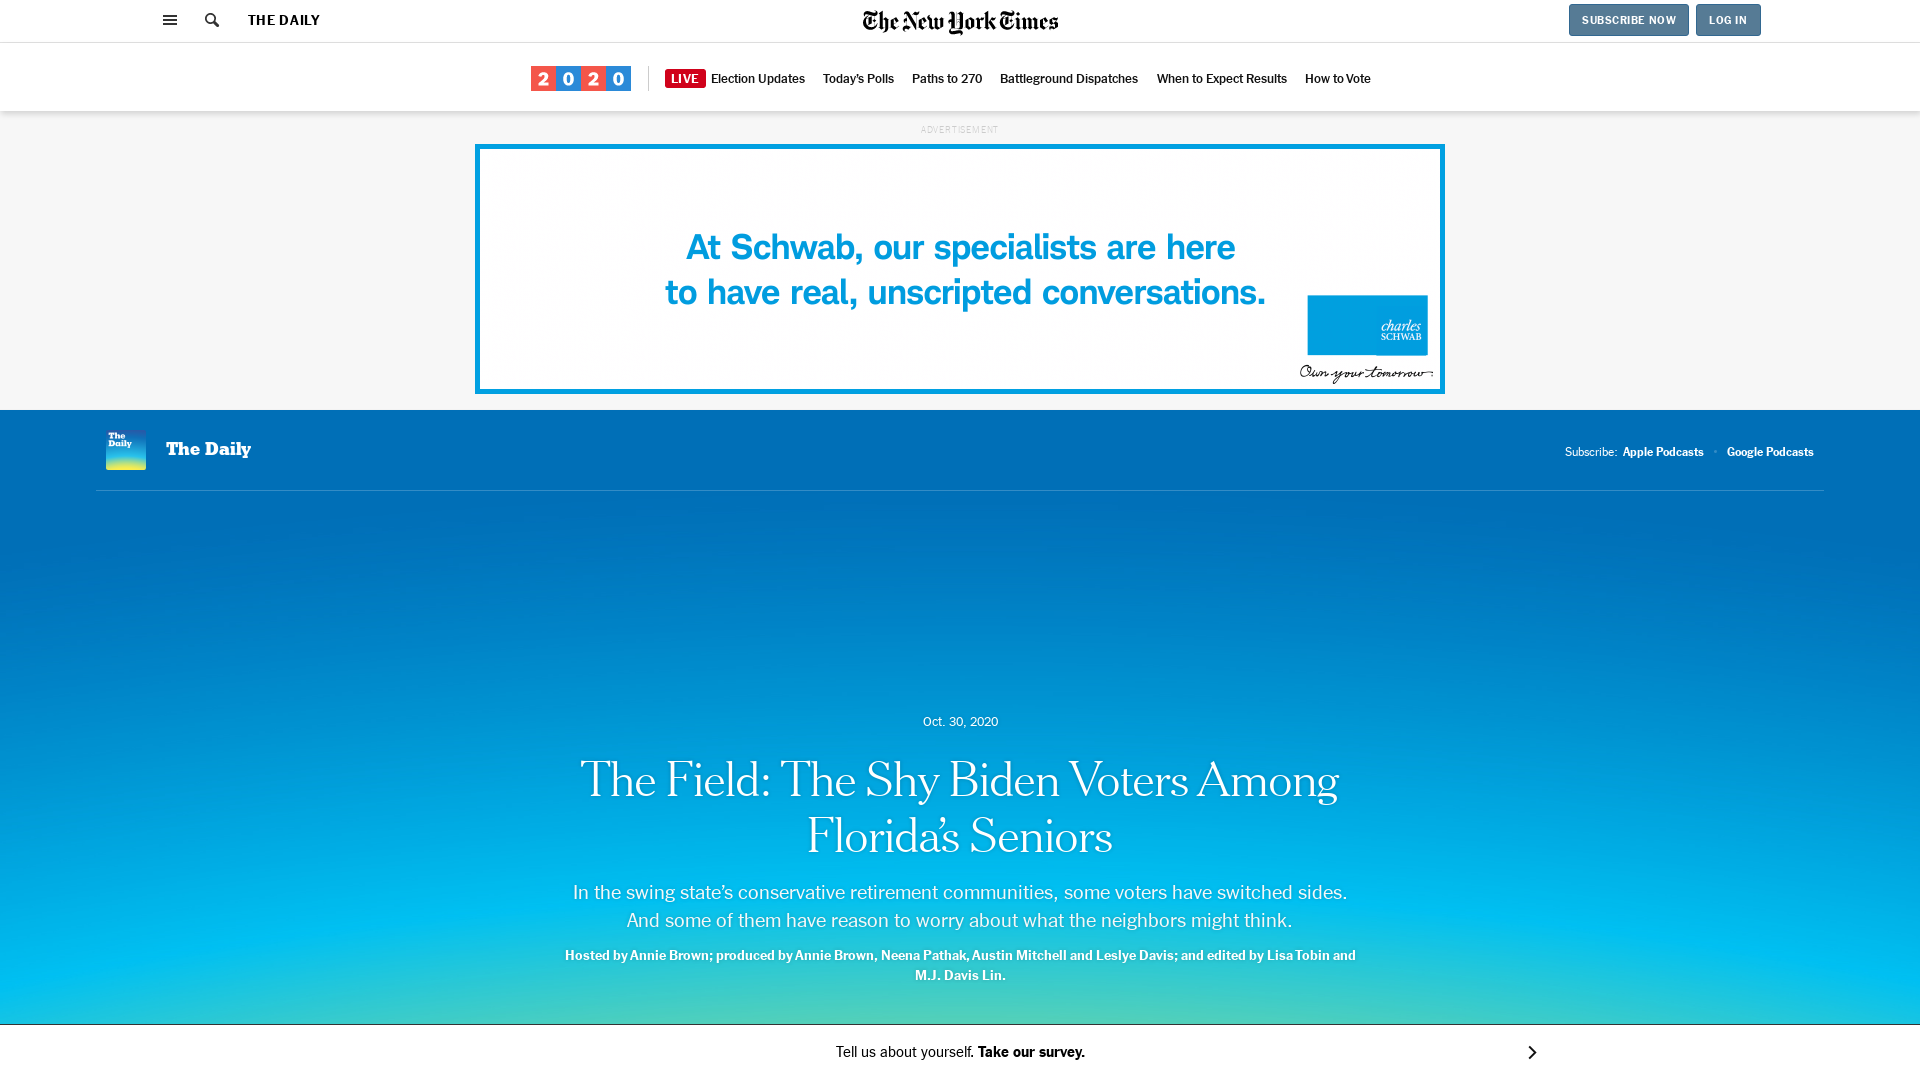 THE DAILY
The New York Times
SUBSCRIBE NOW
LOG IN
2020
LIVE Election Updates
Today's Polls
Paths to 270
Battleground Dispatches
When to Expect Results
How to Vote
ADVERTISEMENT
At Schwab, our specialists are here
to have real, unscripted conversations.
charles
SCHWAB
Own your tomorrow.
The
Daily
The Daily
Subscribe: Apple Podcasts • Google Podcasts
Oct. 30, 2020
The Field: The Shy Biden Voters Among
Florida’s Seniors
In the swing state’s conservative retirement communities, some voters have switched sides.
And some of them have reason to worry about what the neighbors might think.
Hosted by Annie Brown; produced by Annie Brown, Neena Pathak, Austin Mitchell and Leslye Davis; and edited by Lisa Tobin and
M.J. Davis Lin.
Tell us about yourself. Take our survey.